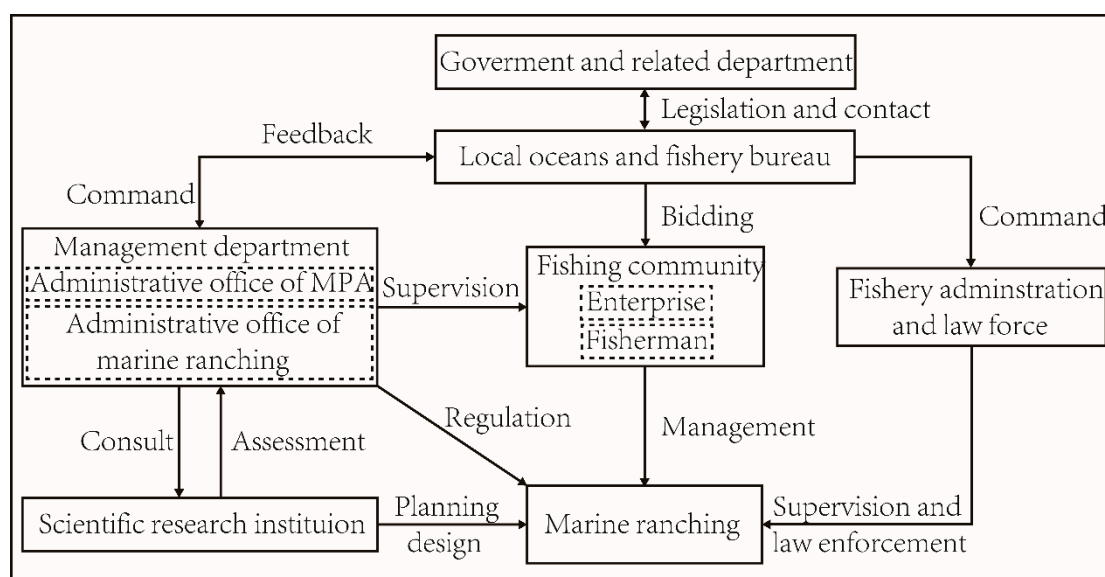 Goverment and related department
Legislation and contact
Feedback
Local oceans and fishery bureau
Command
Bidding
Command
Management department
Administrative office of MPA
Administrative office of
marine ranching
Supervision
Fishing community
Enterprise
Fisherman
Fishery adminstration
and law force
Consult
Assessment
Regulation
Management
Scientific research instituion
Planning
design
Marine ranching
Supervision and
law enforcement